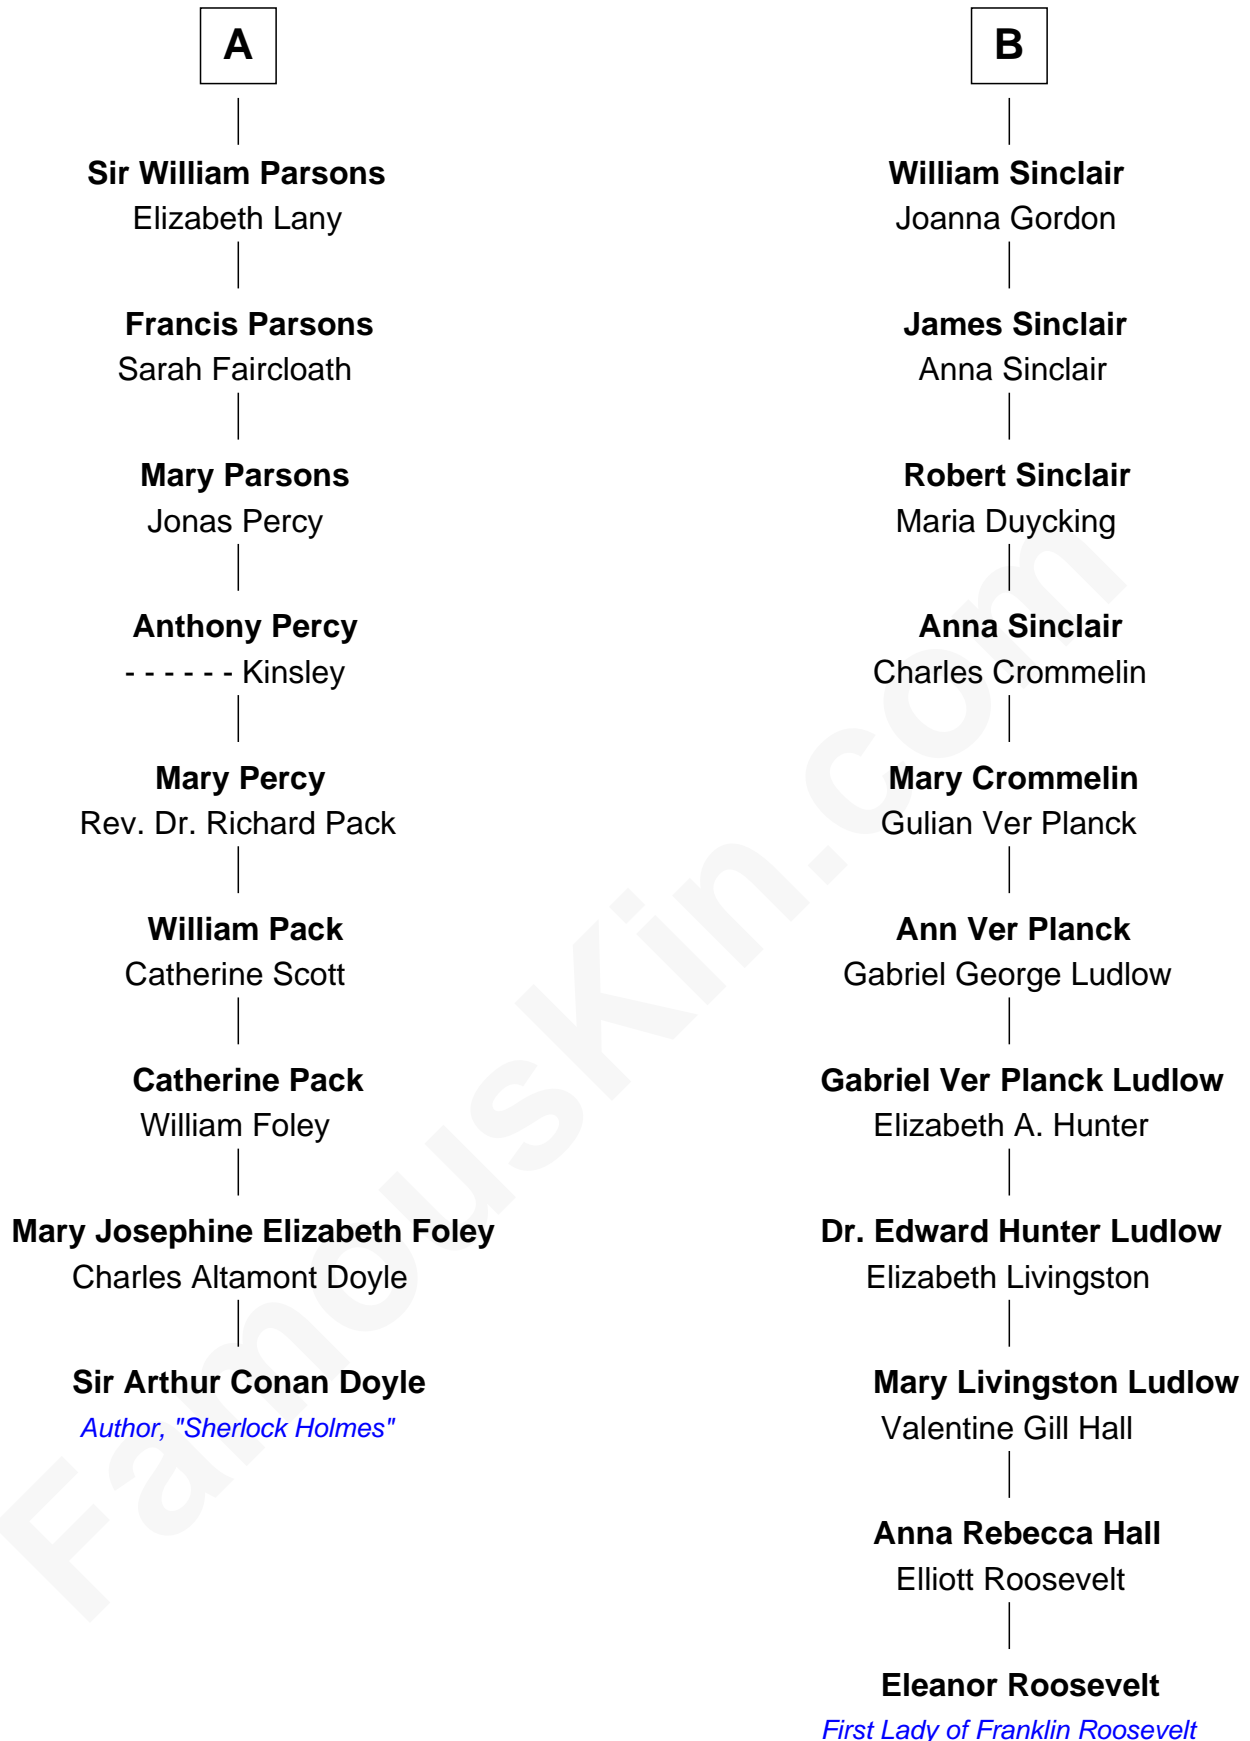 A
Sir William Parsons
Elizabeth Lany
Francis Parsons
Sarah Faircloath
Mary Parsons
Jonas Percy
Anthony Percy
- - - - - - Kinsley
Mary Percy
Rev. Dr. Richard Pack
William Pack
Catherine Scott
Catherine Pack
William Foley
Mary Josephine Elizabeth Foley
Charles Altamont Doyle
Sir Arthur Conan Doyle
Author, "Sherlock Holmes"
B
William Sinclair
Joanna Gordon
James Sinclair
Anna Sinclair
Robert Sinclair
Maria Duycking
Anna Sinclair
Charles Crommelin
Mary Crommelin
Gulian Ver Planck
Ann Ver Planck
Gabriel George Ludlow
Gabriel Ver Planck Ludlow
Elizabeth A. Hunter
Dr. Edward Hunter Ludlow
Elizabeth Livingston
Mary Livingston Ludlow
Valentine Gill Hall
Anna Rebecca Hall
Elliott Roosevelt
Eleanor Roosevelt
First Lady of Franklin Roosevelt
FamousKin.com